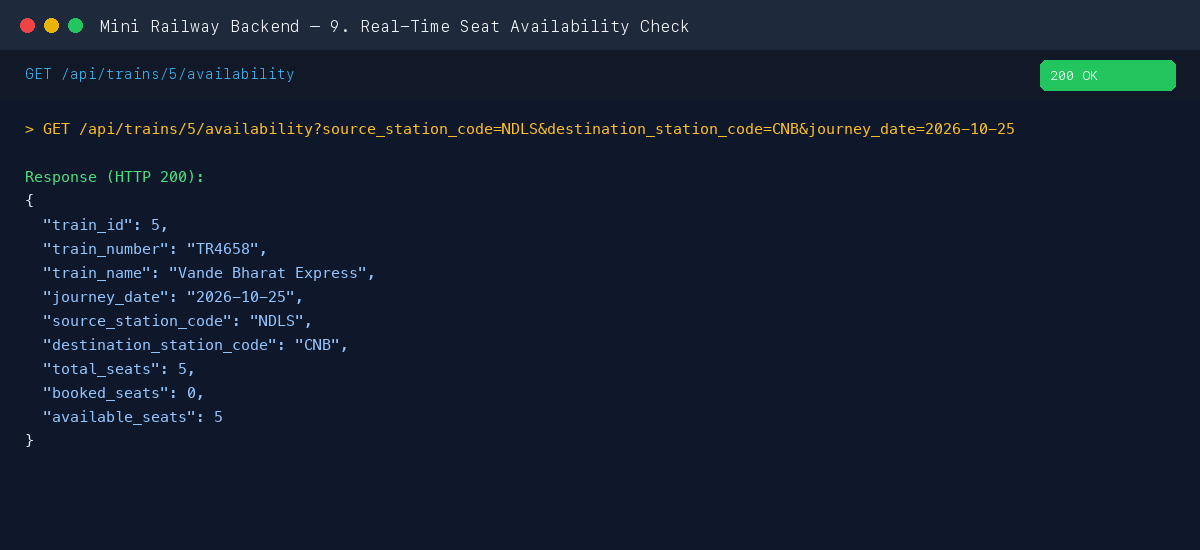 Mini Railway Backend — 9. Real-Time Seat Availability Check
GET /api/trains/5/availability
200 OK
> GET /api/trains/5/availability?source_station_code=NDLS&destination_station_code=CNB&journey_date=2026-10-25
Response (HTTP 200):
{
  "train_id": 5,
  "train_number": "TR4658",
  "train_name": "Vande Bharat Express",
  "journey_date": "2026-10-25",
  "source_station_code": "NDLS",
  "destination_station_code": "CNB",
  "total_seats": 5,
  "booked_seats": 0,
  "available_seats": 5
}